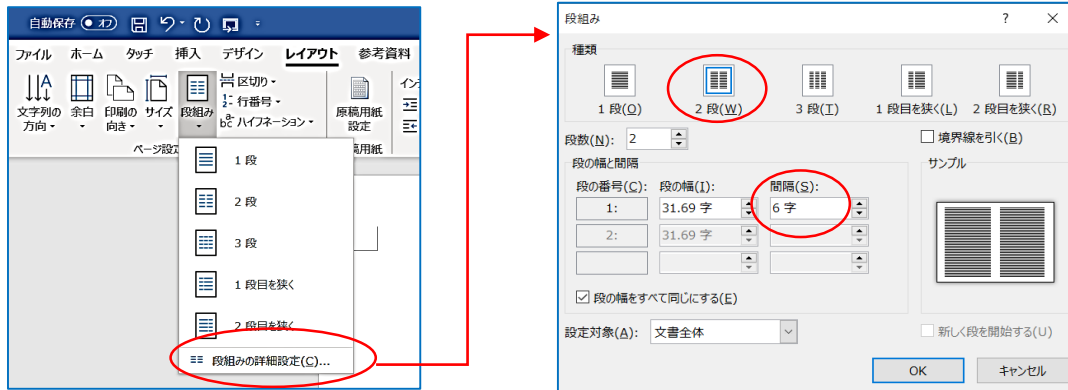 自動保存 オフ
ファイル ホーム タッチ 挿入 デザイン レイアウト 参考資料
文字列の方向 余白 印刷の向き サイズ 段組み 区切り 原稿用紙設定
行番号
ハイフネーション
ページ設定
1 段
2 段
3 段
1 段目を狭く
2 段目を狭く
段組みの詳細設定(C)...
段組み ? ×
種類
1 段(O) 2 段(W) 3 段(T) 1 段目を狭く(L) 2 段目を狭く(R)
段数(N): 2 境界線を引く(B)
段の幅と間隔 サンプル
段の番号(C): 段の幅(I): 間隔(S):
1: 31.69 字 6 字
2: 31.69 字
段の幅をすべて同じにする(E)
設定対象(A): 文書全体 新しく段を開始する(U)
OK キャンセル